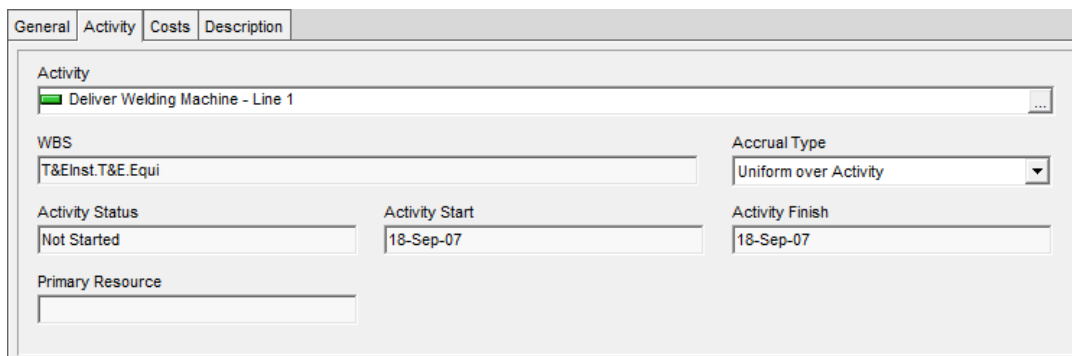 General Activity Costs Description
Activity
Deliver Welding Machine - Line 1
...
WBS
T&EInst.T&E.Equi
Accrual Type
Uniform over Activity
Activity Status
Not Started
Activity Start
18-Sep-07
Activity Finish
18-Sep-07
Primary Resource